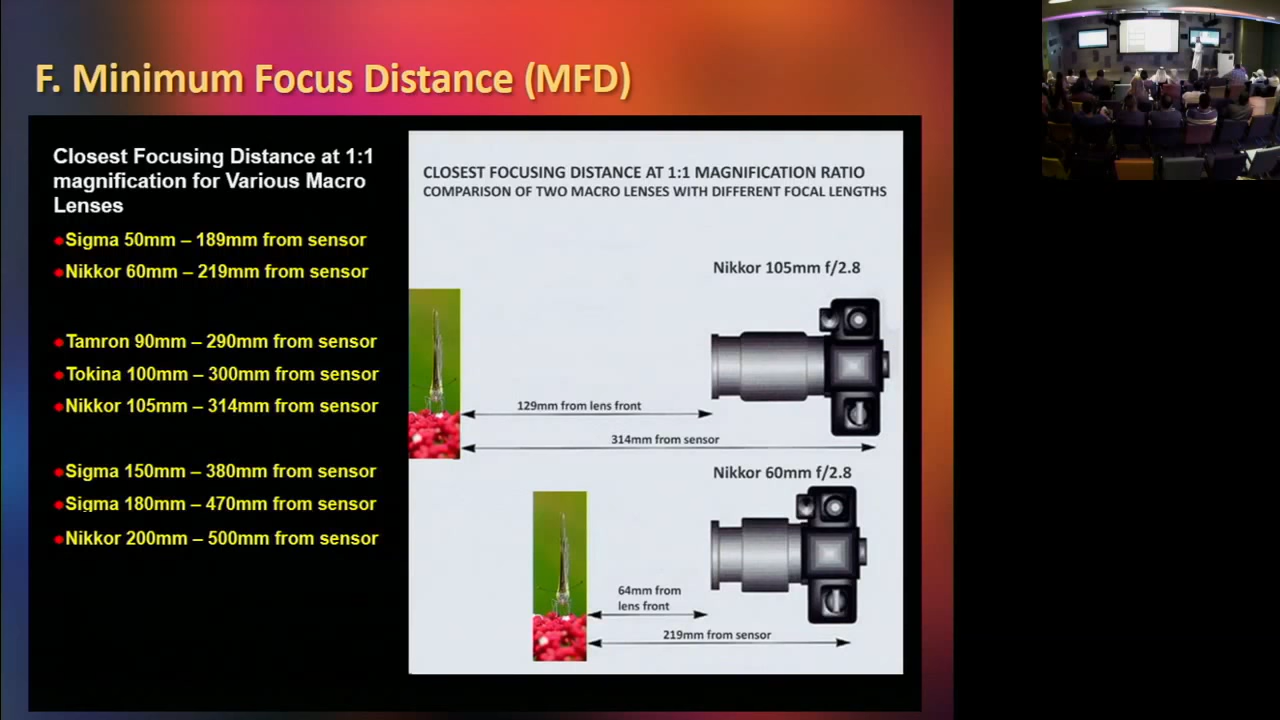 F. Minimum Focus Distance (MFD)
Closest Focusing Distance at 1:1
magnification for Various Macro
Lenses
Sigma 50mm – 189mm from sensor
Nikkor 60mm – 219mm from sensor
Tamron 90mm – 290mm from sensor
Tokina 100mm – 300mm from sensor
Nikkor 105mm – 314mm from sensor
Sigma 150mm – 380mm from sensor
Sigma 180mm – 470mm from sensor
Nikkor 200mm – 500mm from sensor
CLOSEST FOCUSING DISTANCE AT 1:1 MAGNIFICATION RATIO
COMPARISON OF TWO MACRO LENSES WITH DIFFERENT FOCAL LENGTHS
Nikkor 105mm f/2.8
129mm from lens front
314mm from sensor
Nikkor 60mm f/2.8
64mm from
lens front
219mm from sensor